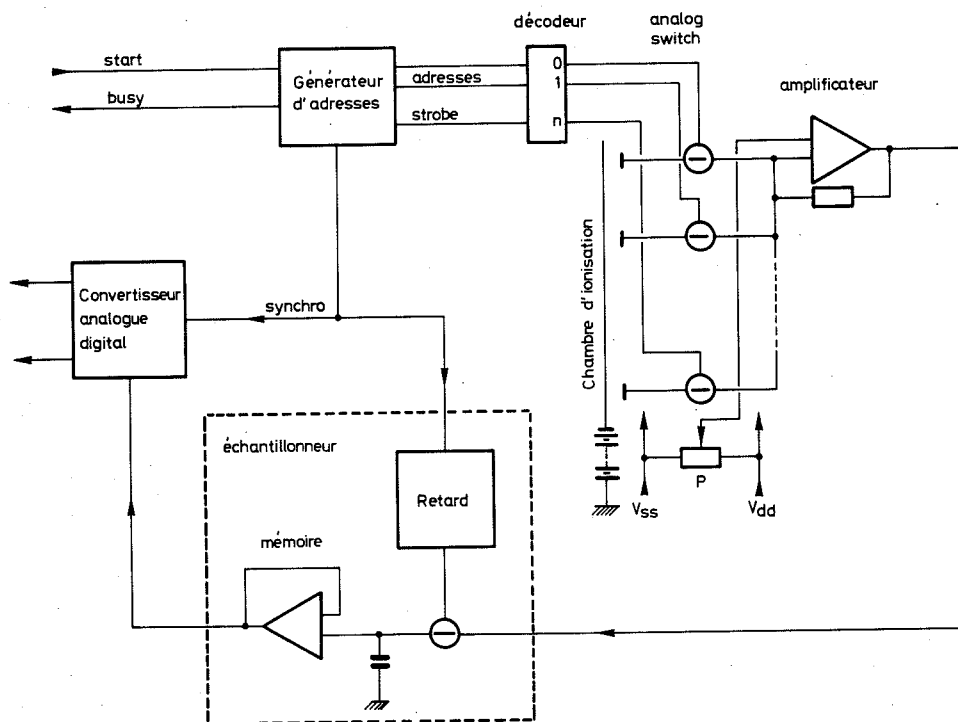 décodeur
analog
switch
start
busy
Générateur
d'adresses
adresses
strobe
0
1
n
amplificateur
Chambre d'ionisation
Convertisseur
analogue
digital
synchro
échantillonneur
Retard
mémoire
P
Vss
Vdd